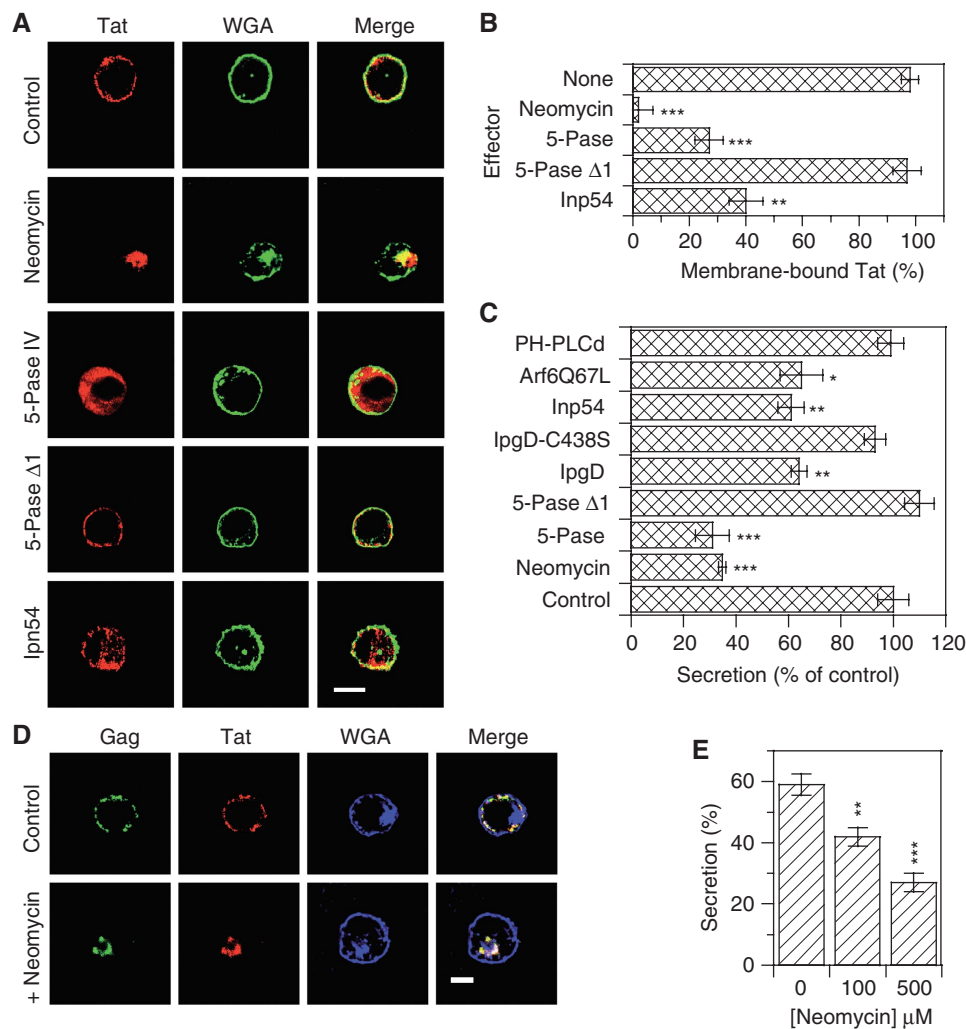 A
Tat WGA Merge
Control
Neomycin
5-Pase IV
5-Pase Δ1
Ipn54
B
Effector
None
Neomycin
5-Pase
5-Pase Δ1
Inp54
***
***
**
0 20 40 60 80 100
Membrane-bound Tat (%)
C
PH-PLCd
Arf6Q67L
Inp54
IpgD-C438S
IpgD
5-Pase Δ1
5-Pase
Neomycin
Control
*
**
**
***
***
0 20 40 60 80 100 120
Secretion (% of control)
D
Gag Tat WGA Merge
Control
+ Neomycin
E
Secretion (%)
60
40
20
0
**
***
0 100 500
[Neomycin] μM